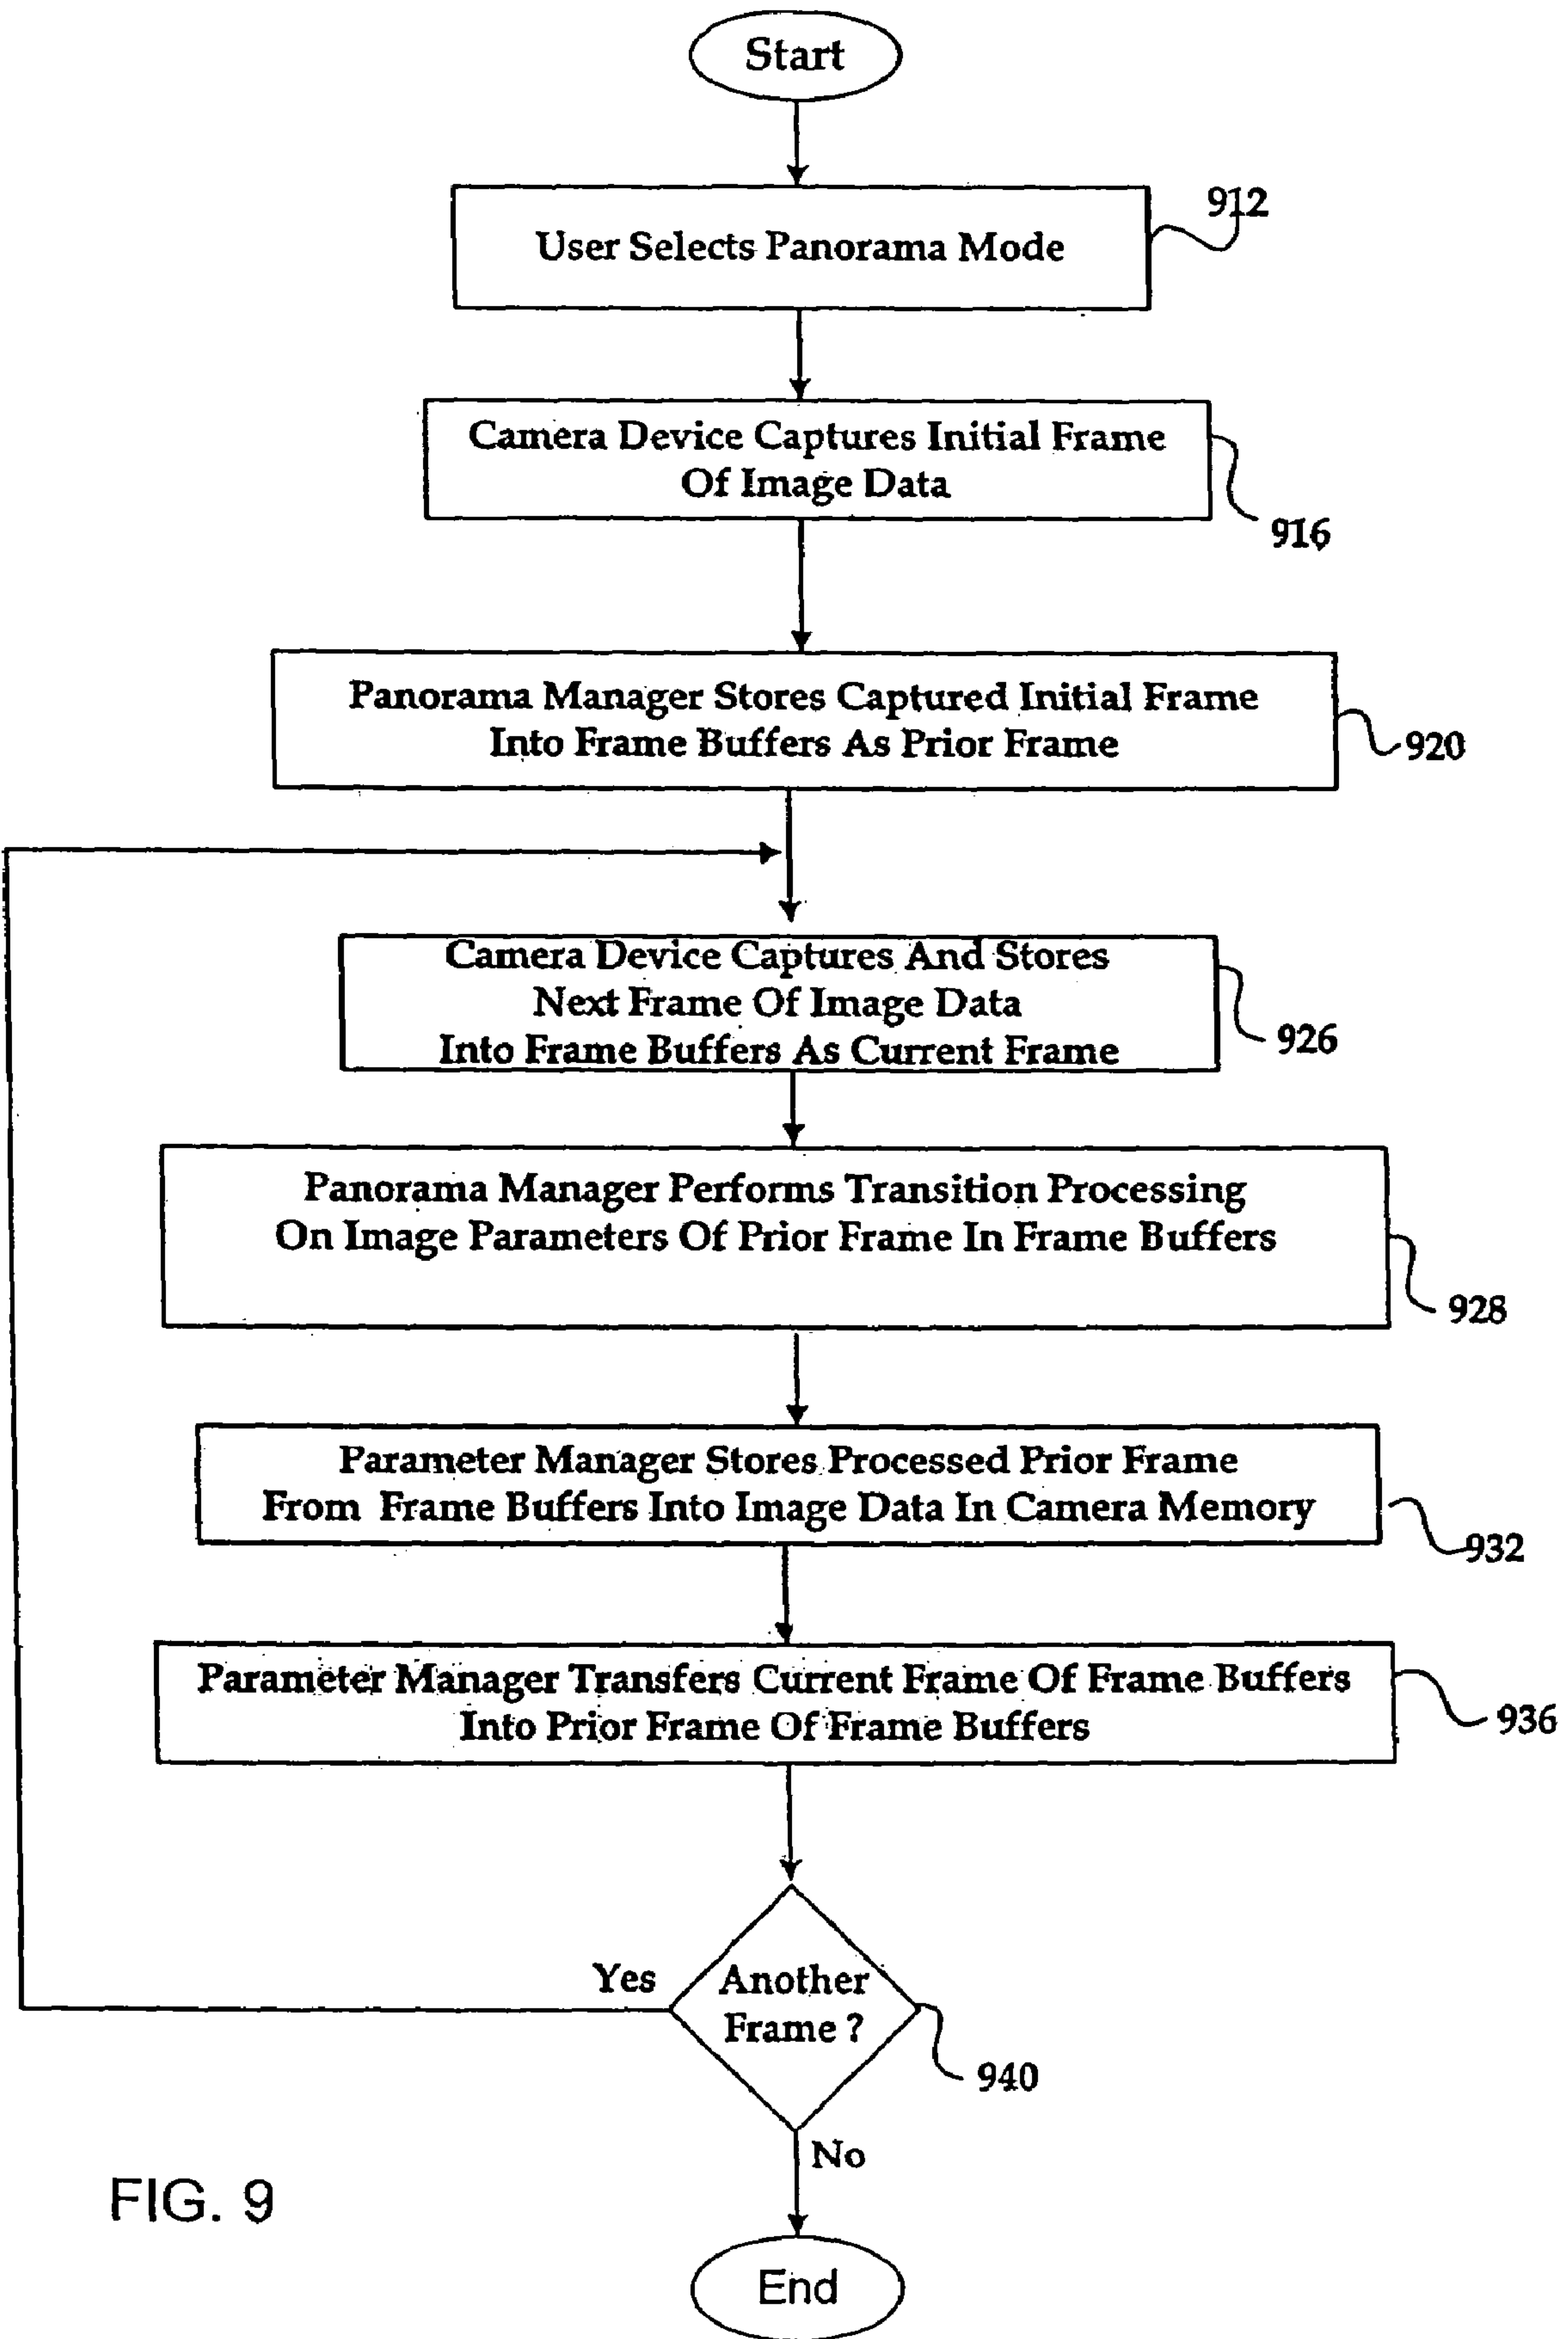 Start
912
User Selects Panorama Mode
Camera Device Captures Initial Frame
Of Image Data
916
Panorama Manager Stores Captured Initial Frame
Into Frame Buffers As Prior Frame
920
Camera Device Captures And Stores
Next Frame Of Image Data
Into Frame Buffers As Current Frame
926
Panorama Manager Performs Transition Processing
On Image Parameters Of Prior Frame In Frame Buffers
928
Parameter Manager Stores Processed Prior Frame
From Frame Buffers Into Image Data In Camera Memory
932
Parameter Manager Transfers Current Frame Of Frame Buffers
Into Prior Frame Of Frame Buffers
936
Yes
Another
Frame ?
940
No
FIG. 9
End